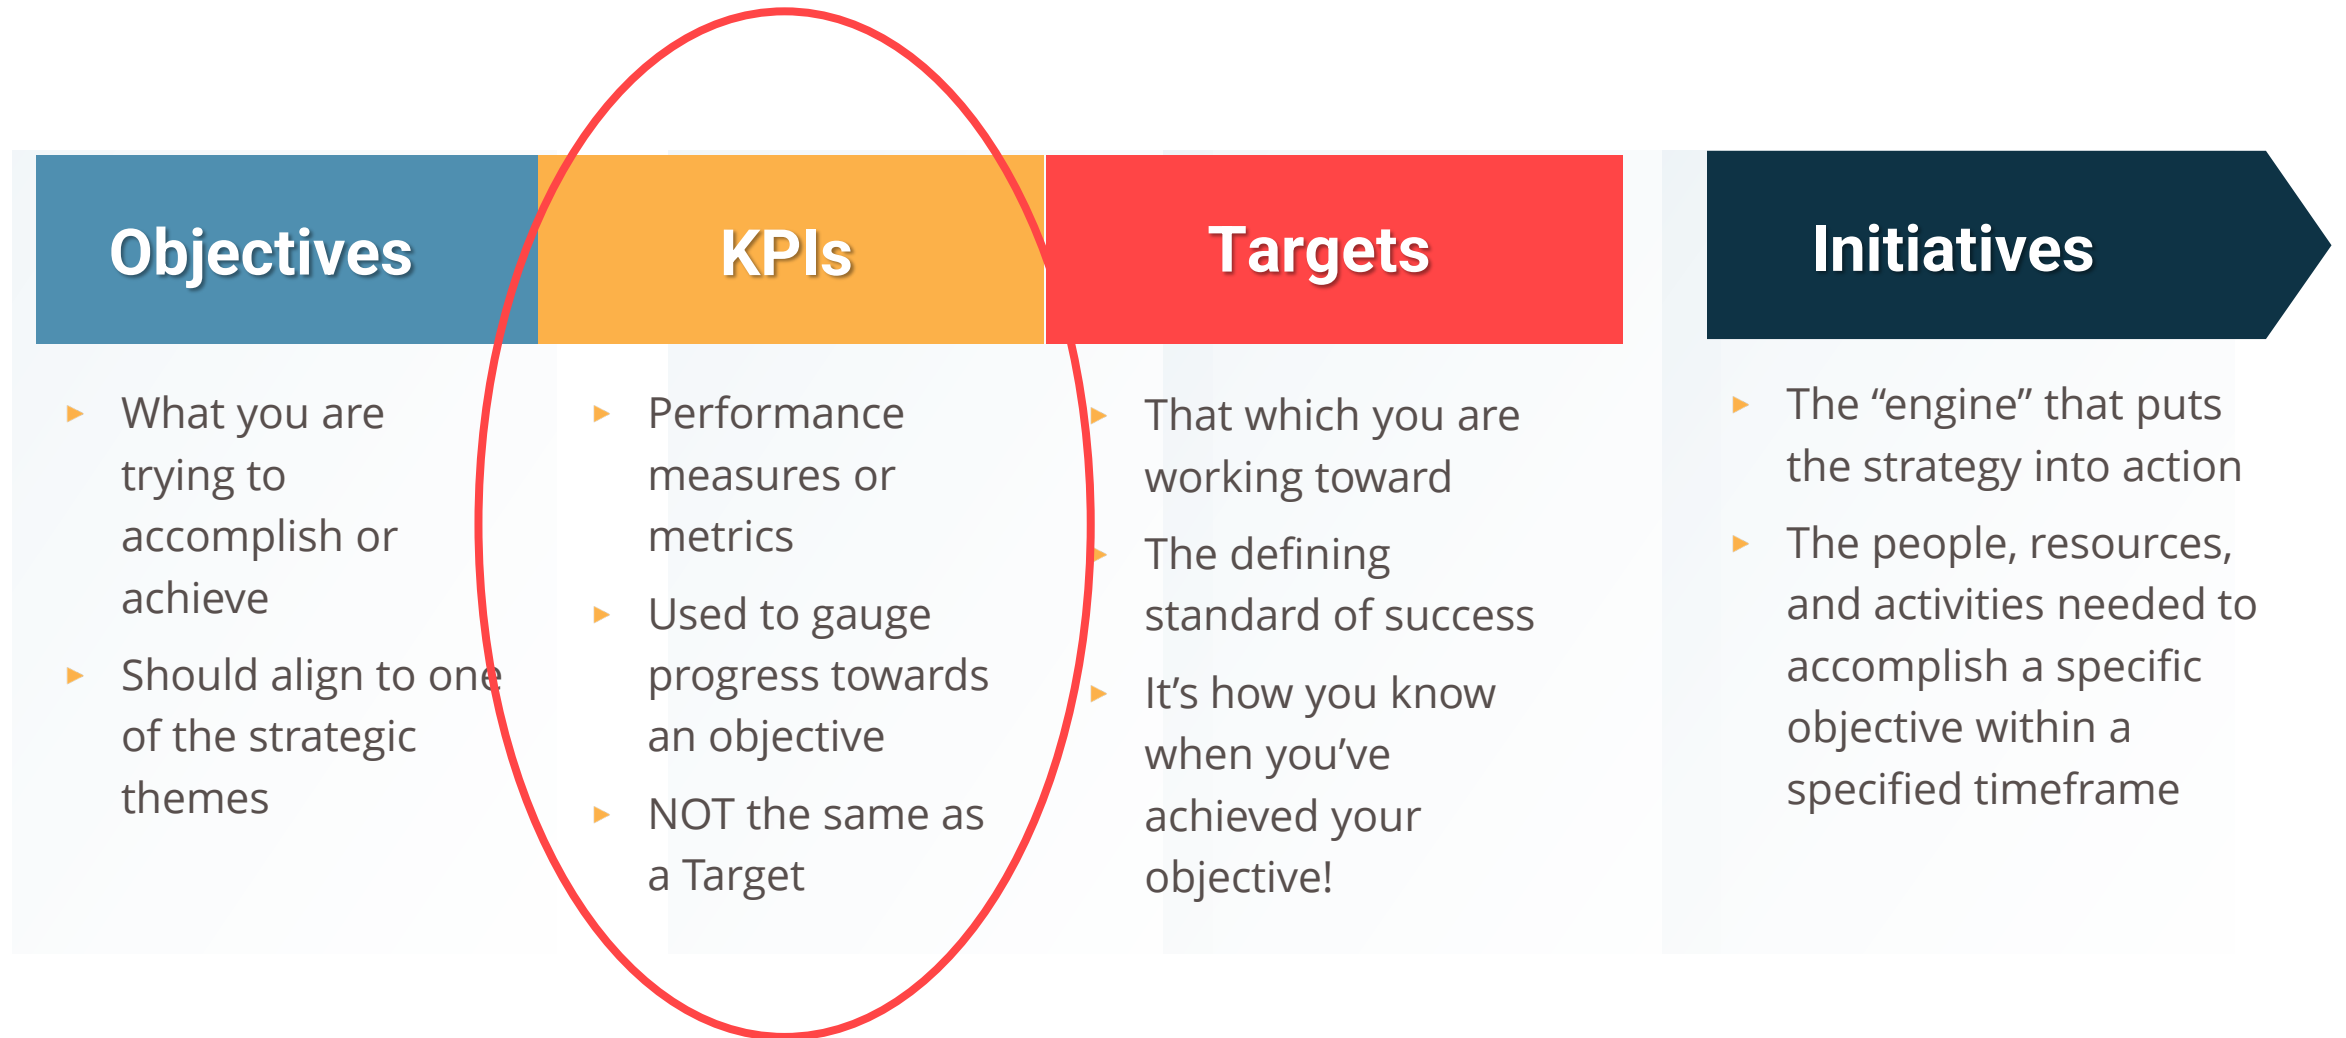 Objectives
What you are
trying to
accomplish or
achieve
Should align to one
of the strategic
themes
KPIs
Performance
measures or
metrics
Used to gauge
progress towards
an objective
NOT the same as
a Target
Targets
That which you are
working toward
The defining
standard of success
It’s how you know
when you’ve
achieved your
objective!
Initiatives
The “engine” that puts
the strategy into action
The people, resources,
and activities needed to
accomplish a specific
objective within a
specified timeframe